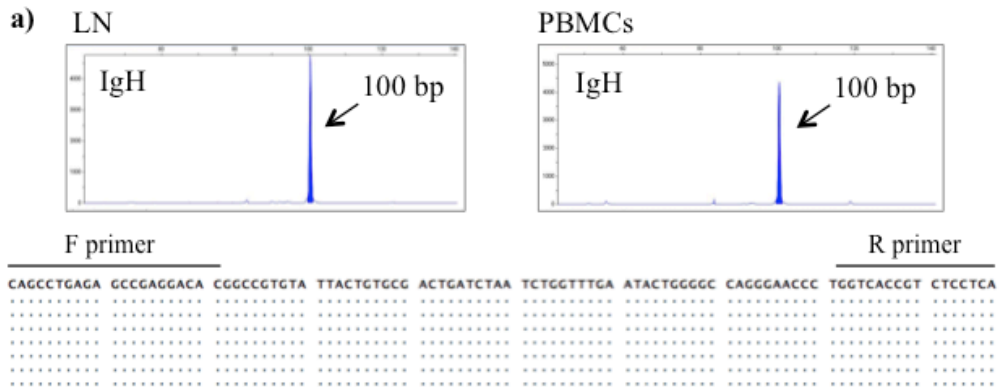 a) LN PBMCs
IgH 100 bp
IgH 100 bp
F primer R primer
CAGCCTGAGA GCCGAGGACA CGGCCGTGTA TTACTGTGCG ACTGATCTAA TCTGGTTTGA ATACTGGGGC CAGGGAACCC TGGTCACCGT CTCCTCA